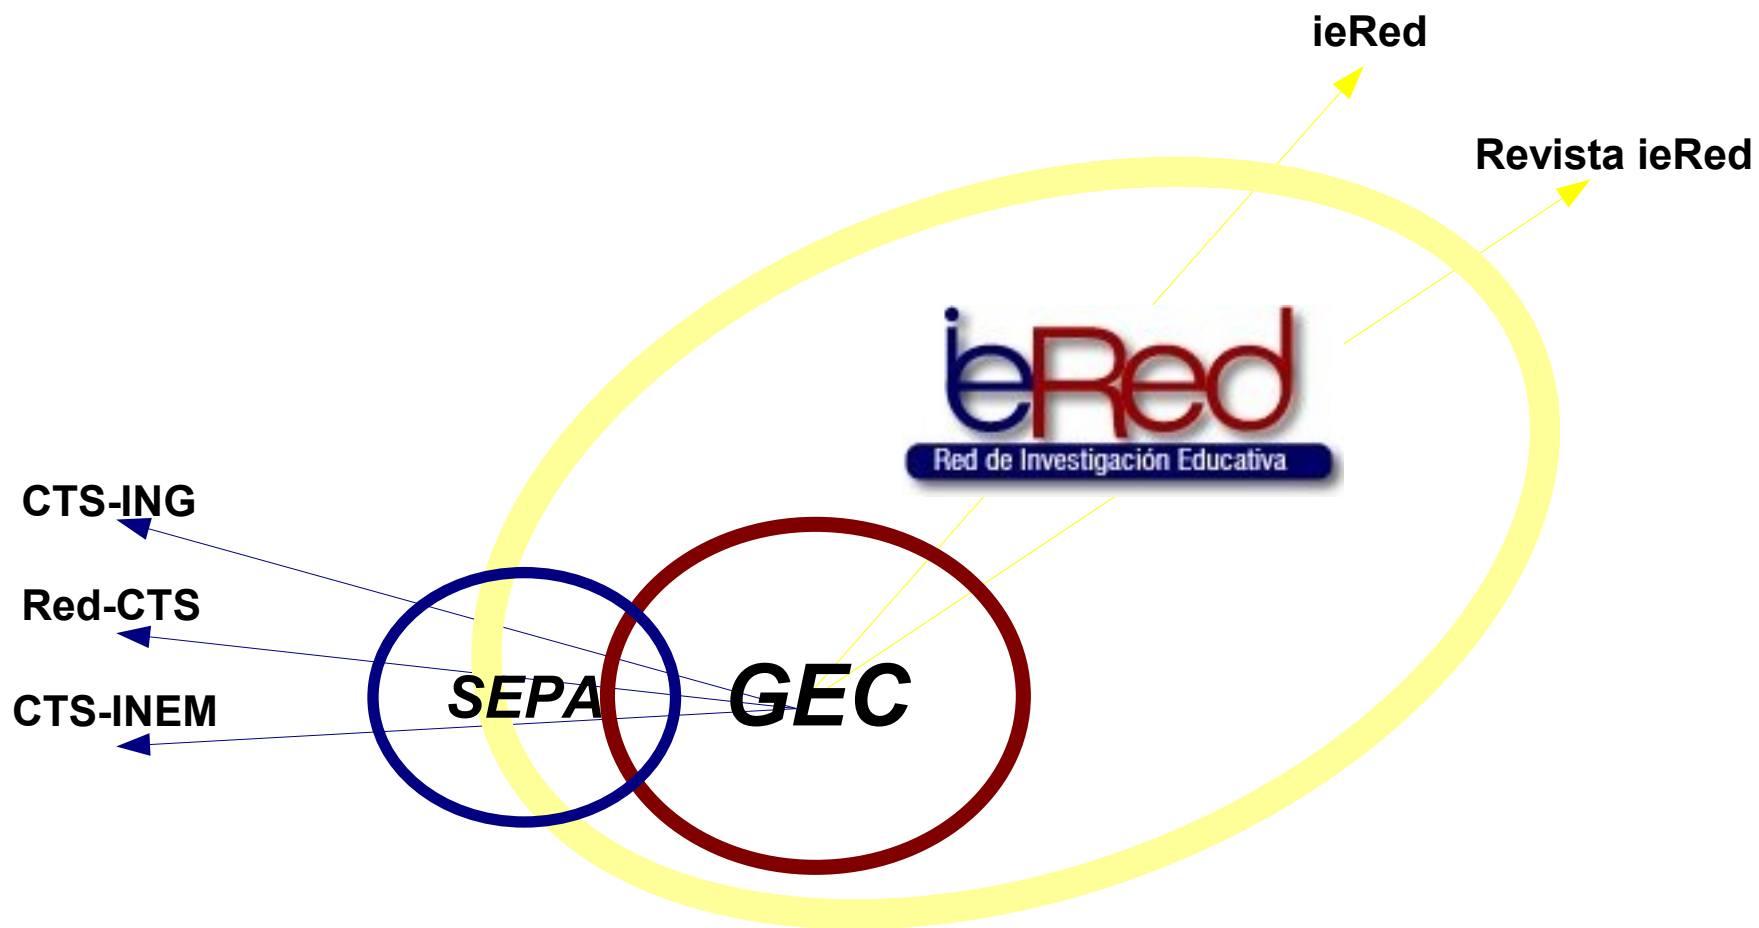 ieRed
Revista ieRed
ieRed
Red de Investigación Educativa
CTS-ING
Red-CTS
CTS-INEM
SEPA
GEC